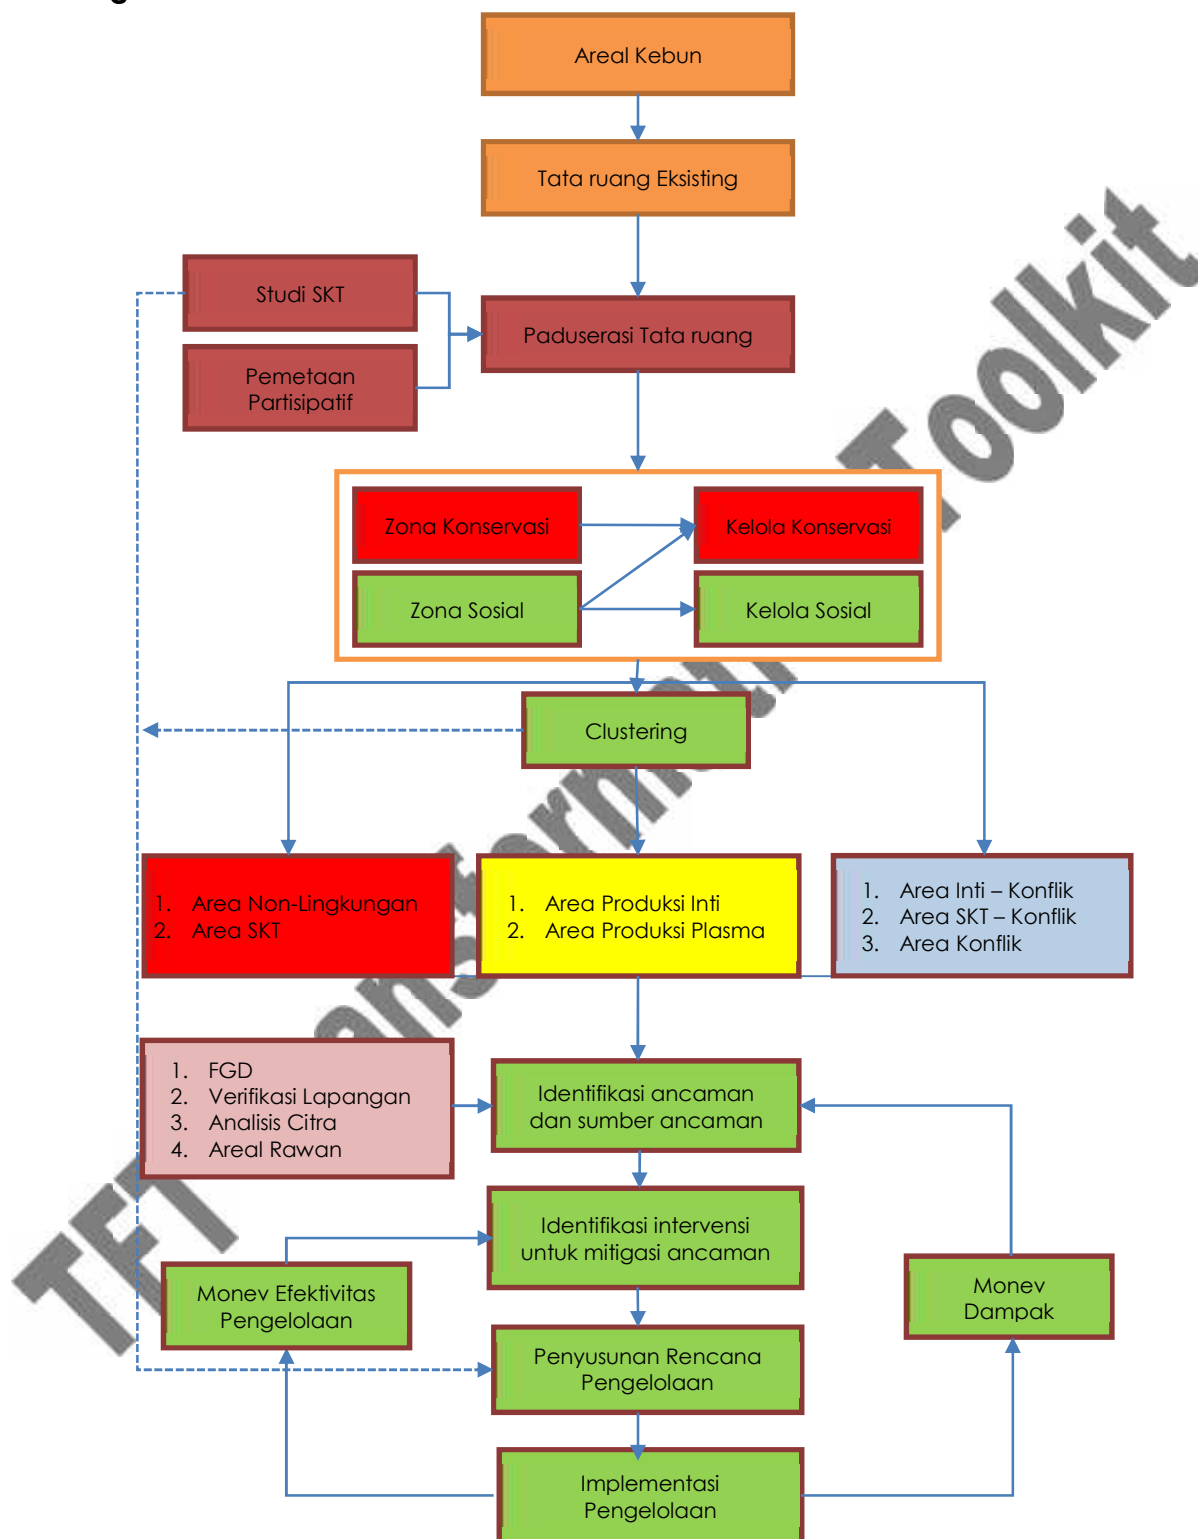 Areal Kebun
Tata ruang Eksisting
Studi SKT
Paduserasi Tata ruang
Pemetaan
Partisipatif
Zona Konservasi
Kelola Konservasi
Zona Sosial
Kelola Sosial
Clustering
1. Area Non-Lingkungan
2. Area SKT
1. Area Produksi Inti
2. Area Produksi Plasma
1. Area Inti – Konflik
2. Area SKT – Konflik
3. Area Konflik
1. FGD
2. Verifikasi Lapangan
3. Analisis Citra
4. Areal Rawan
Identifikasi ancaman
dan sumber ancaman
Identifikasi intervensi
untuk mitigasi ancaman
Monev Efektivitas
Pengelolaan
Monev
Dampak
Penyusunan Rencana
Pengelolaan
Implementasi
Pengelolaan
TFT Transformation Toolkit